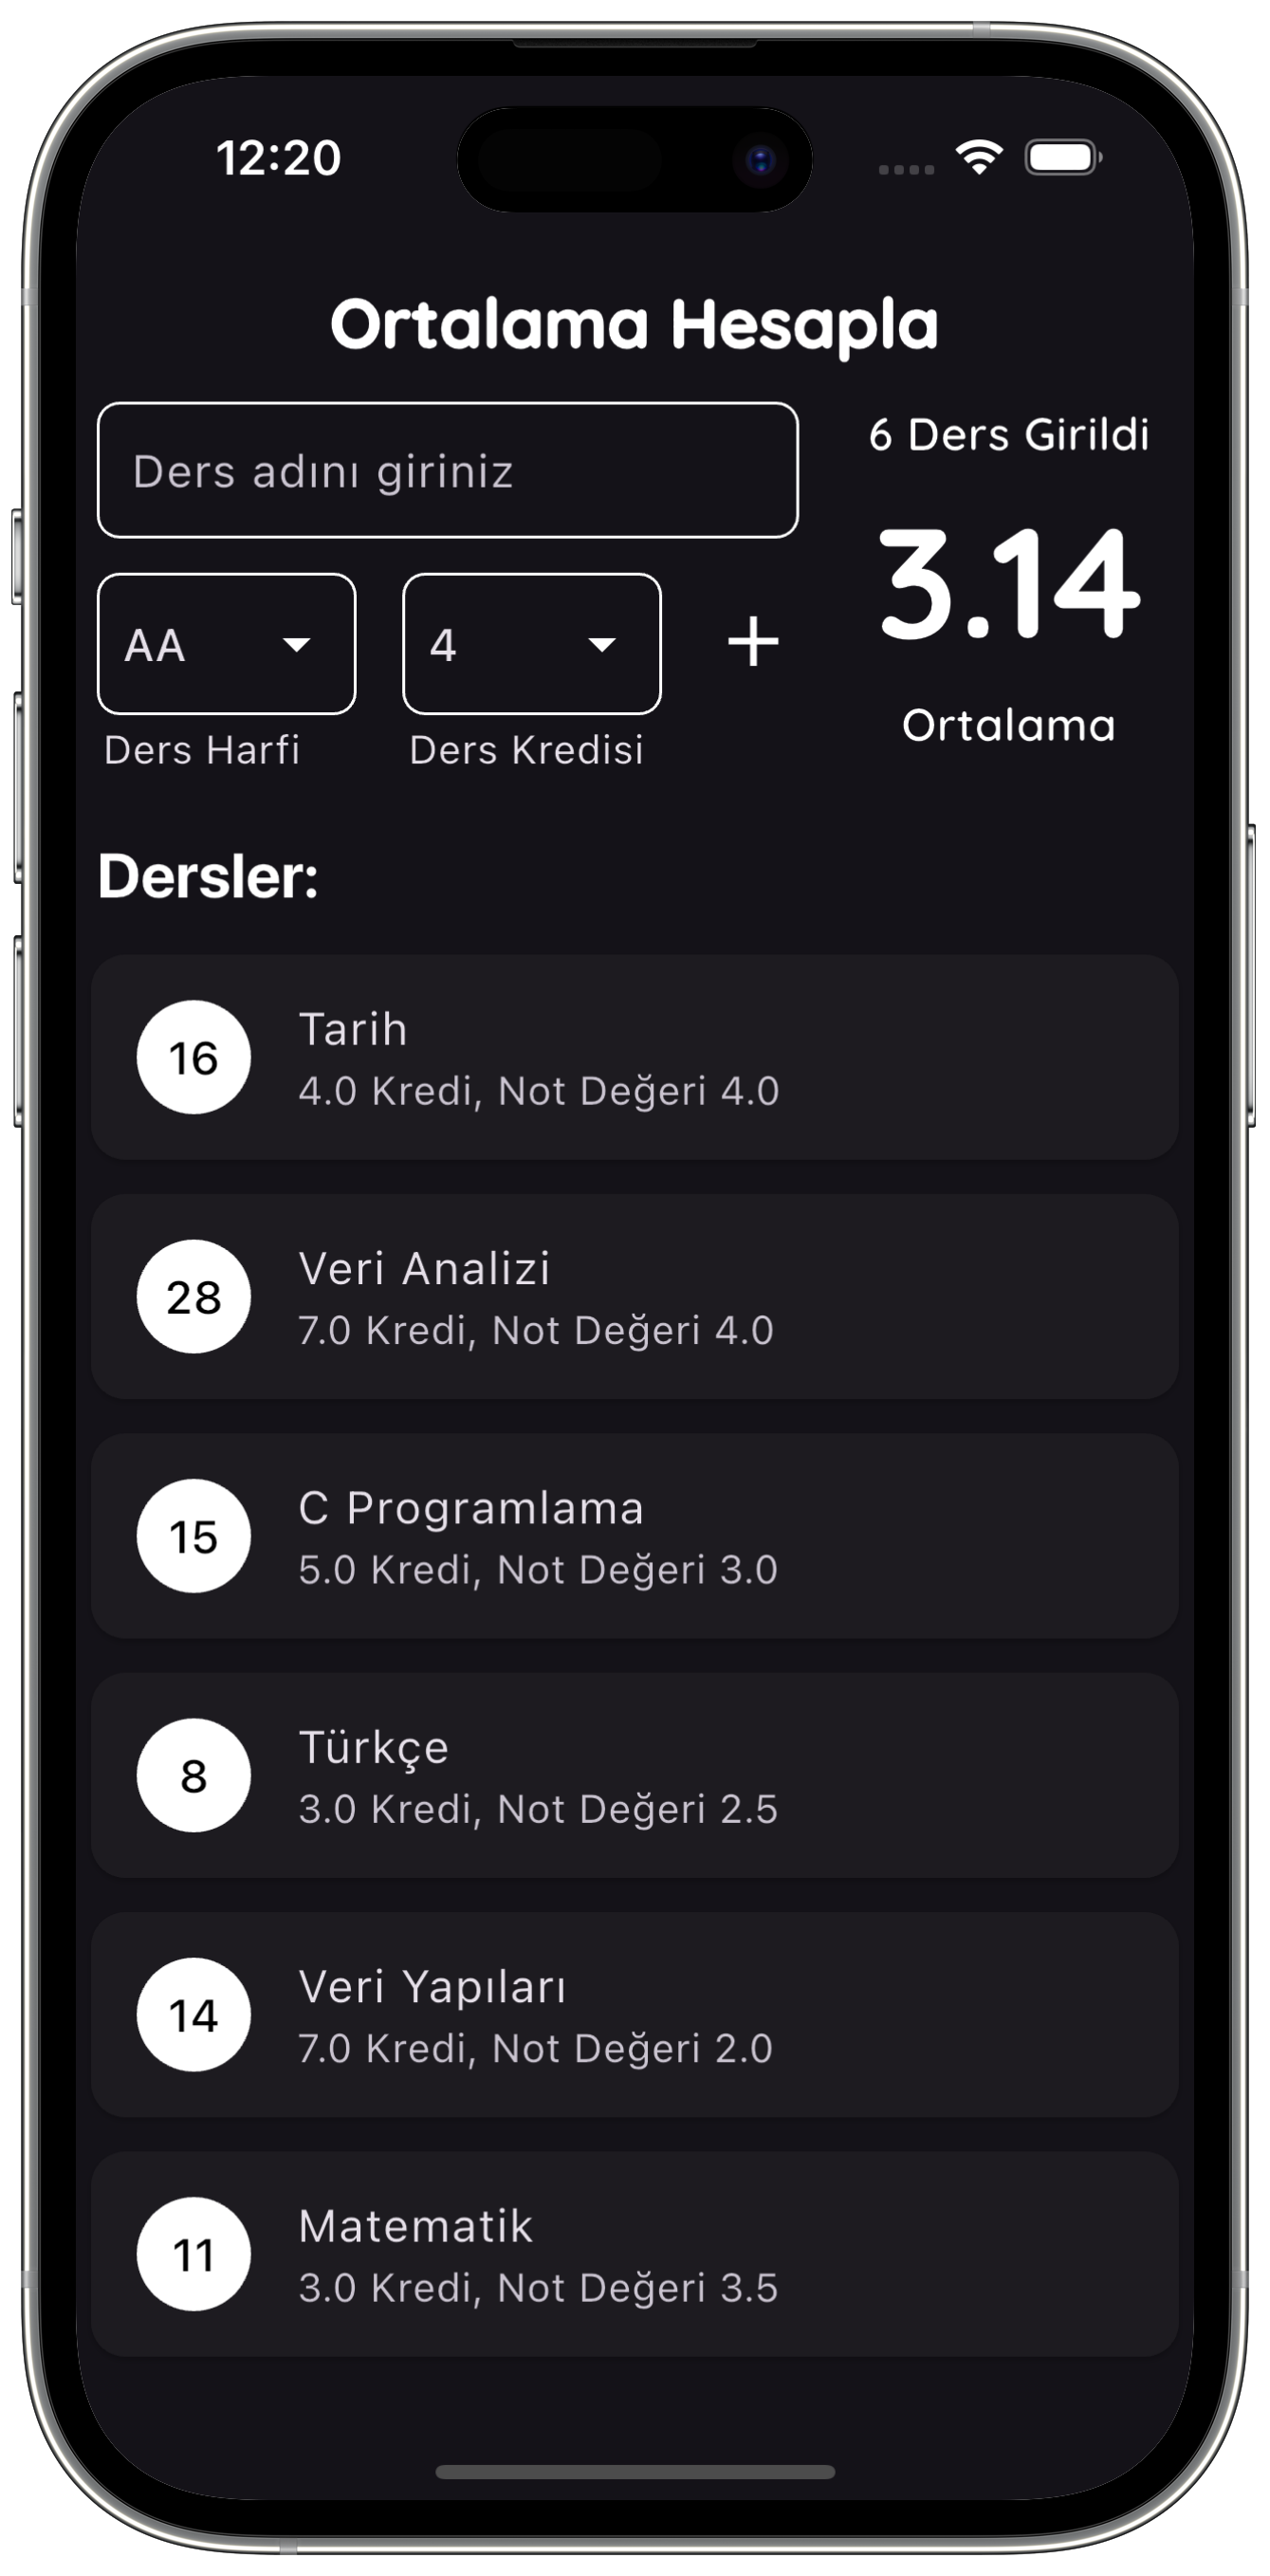 12:20
Ortalama Hesapla
Ders adını giriniz
6 Ders Girildi
AA
4
+
3.14
Ders Harfi
Ders Kredisi
Ortalama
Dersler:
16
Tarih
4.0 Kredi, Not Değeri 4.0
28
Veri Analizi
7.0 Kredi, Not Değeri 4.0
15
C Programlama
5.0 Kredi, Not Değeri 3.0
8
Türkçe
3.0 Kredi, Not Değeri 2.5
14
Veri Yapıları
7.0 Kredi, Not Değeri 2.0
11
Matematik
3.0 Kredi, Not Değeri 3.5